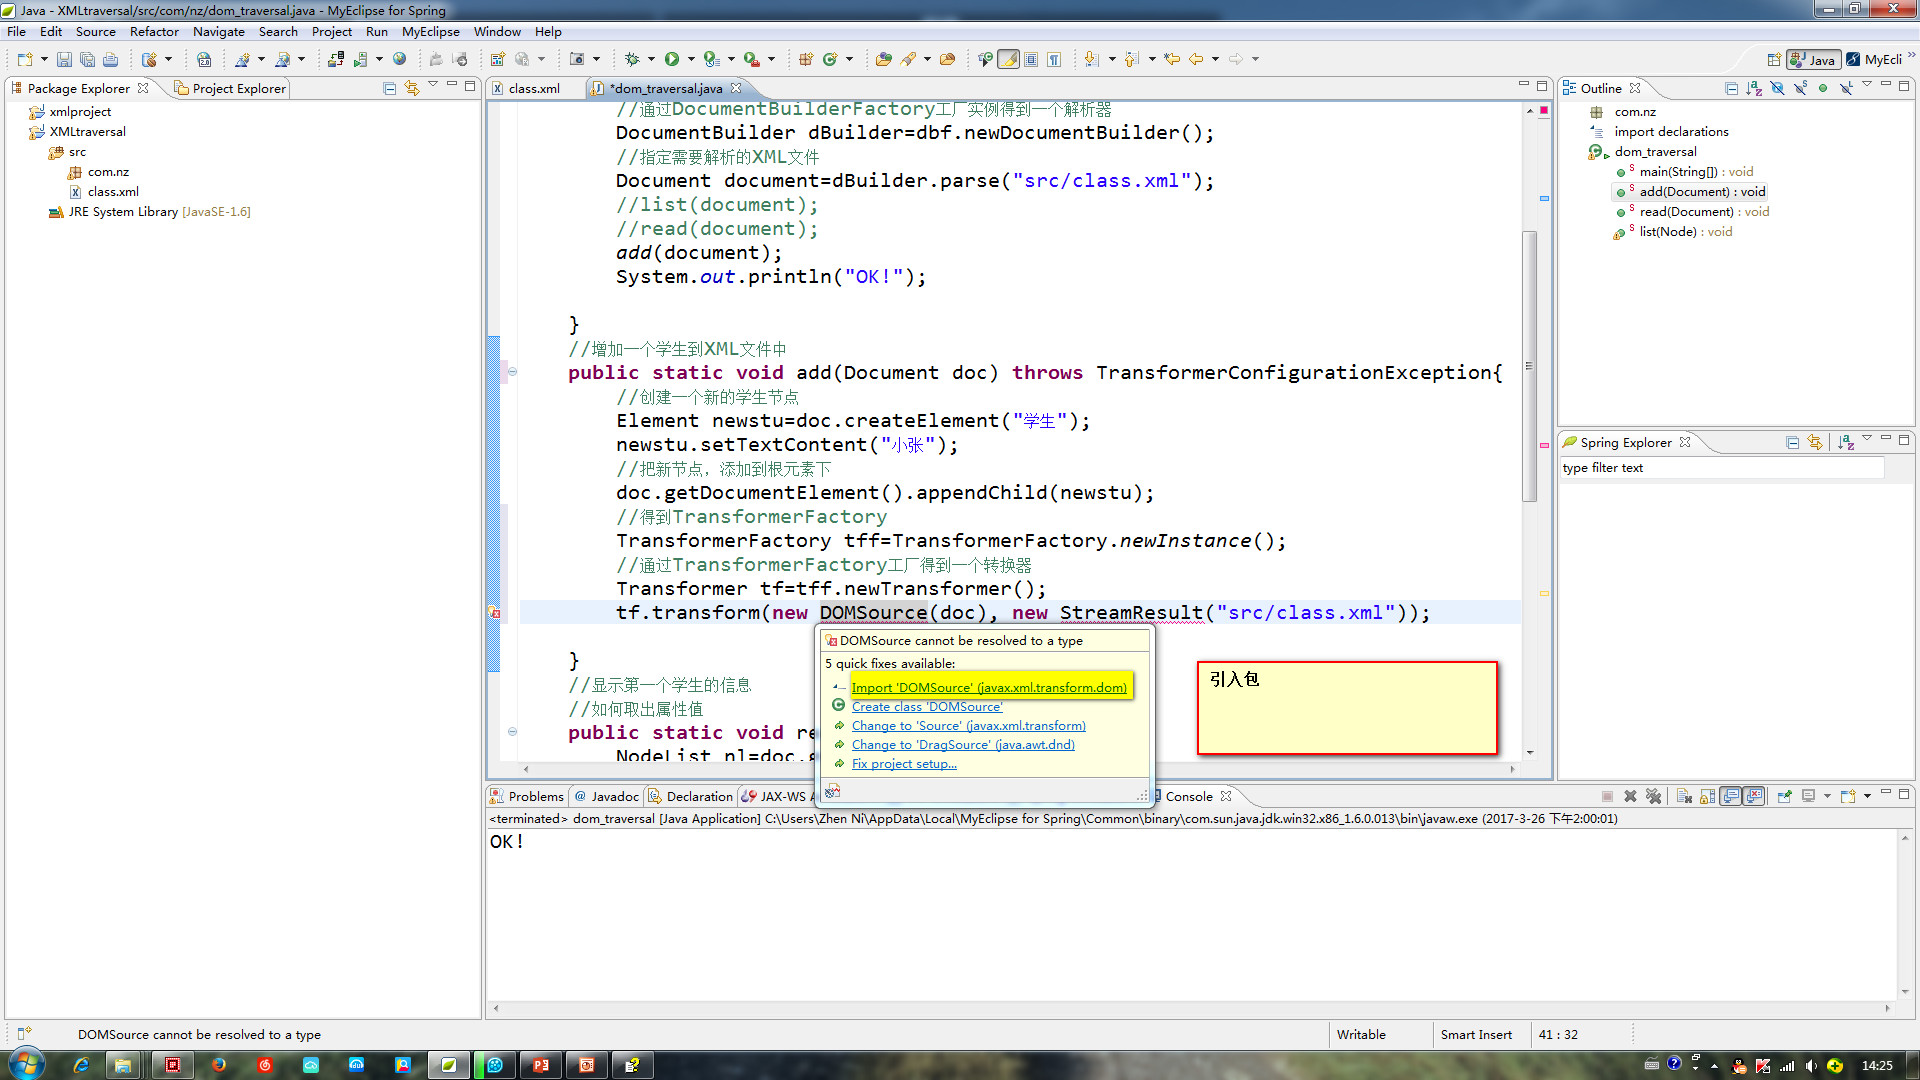 Java - XMLtraversal/src/com/nz/dom_traversal.java - MyEclipse for Spring
File Edit Source Refactor Navigate Search Project Run MyEclipse Window Help
Java MyEcli
Package Explorer Project Explorer
xmlproject
XMLtraversal
src
com.nz
class.xml
JRE System Library [JavaSE-1.6]
class.xml *dom_traversal.java
//通过DocumentBuilderFactory工厂实例得到一个解析器
DocumentBuilder dBuilder=dbf.newDocumentBuilder();
//指定需要解析的XML文件
Document document=dBuilder.parse("src/class.xml");
//list(document);
//read(document);
add(document);
System.out.println("OK!");
}
//增加一个学生到XML文件中
public static void add(Document doc) throws TransformerConfigurationException{
//创建一个新的学生节点
Element newstu=doc.createElement("学生");
newstu.setTextContent("小张");
//把新节点，添加到根元素下
doc.getDocumentElement().appendChild(newstu);
//得到TransformerFactory
TransformerFactory tff=TransformerFactory.newInstance();
//通过TransformerFactory工厂得到一个转换器
Transformer tf=tff.newTransformer();
tf.transform(new DOMSource(doc), new StreamResult("src/class.xml"));
}
//显示第一个学生的信息
//如何取出属性值
public static void re
NodeList nl=doc.g
DOMSource cannot be resolved to a type
5 quick fixes available:
Import 'DOMSource' (javax.xml.transform.dom)
Create class 'DOMSource'
Change to 'Source' (javax.xml.transform)
Change to 'DragSource' (java.awt.dnd)
Fix project setup...
引入包
Outline
com.nz
import declarations
dom_traversal
main(String[]) : void
add(Document) : void
read(Document) : void
list(Node) : void
Spring Explorer
type filter text
Problems Javadoc Declaration JAX-WS A Console
<terminated> dom_traversal [Java Application] C:\Users\Zhen Ni\AppData\Local\MyEclipse for Spring\Common\binary\com.sun.java.jdk.win32.x86_1.6.0.013\bin\javaw.exe (2017-3-26 下午2:00:01)
OK!
DOMSource cannot be resolved to a type
Writable Smart Insert 41 : 32
14:25